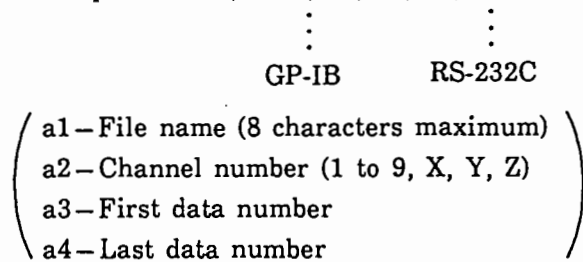 GP-IB RS-232C
a1–File name (8 characters maximum)
a2–Channel number (1 to 9, X, Y, Z)
a3–First data number
a4–Last data number